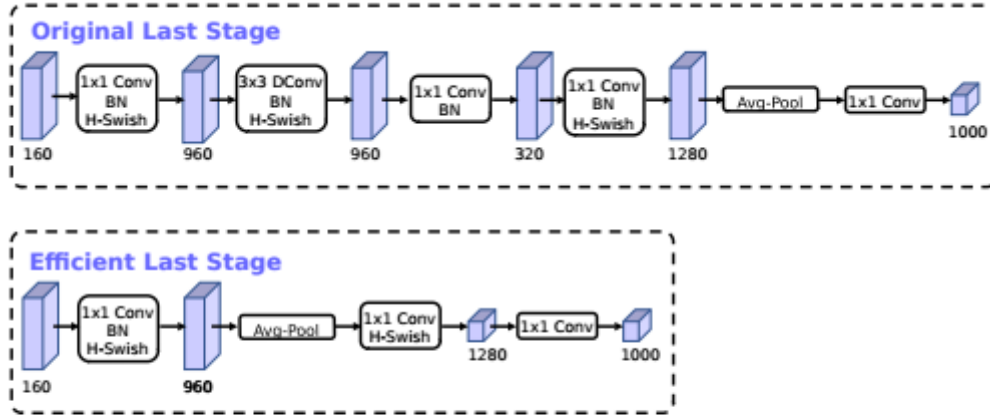 Original Last Stage
1x1 Conv
BN
H-Swish
3x3 DConv
BN
H-Swish
1x1 Conv
BN
1x1 Conv
BN
H-Swish
Avg-Pool
1x1 Conv
160
960
960
320
1280
1000
Efficient Last Stage
1x1 Conv
BN
H-Swish
Avg-Pool
1x1 Conv
H-Swish
1x1 Conv
160
960
1280
1000